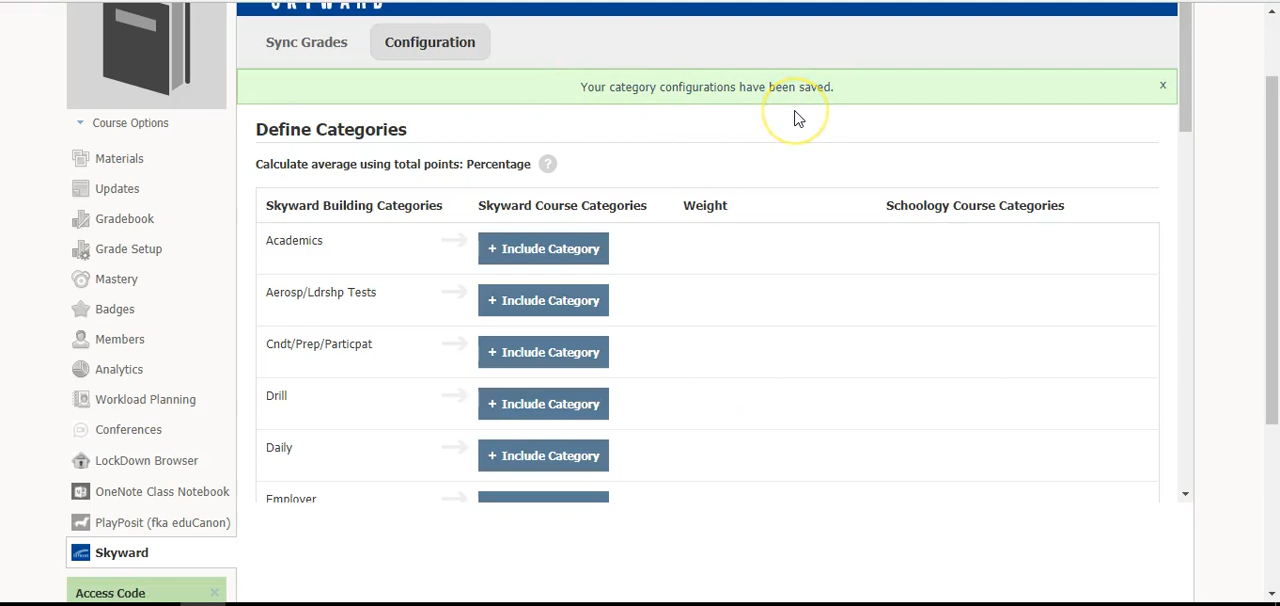 SKYWARD
Sync Grades
Configuration
Your category configurations have been saved.
x
Define Categories
Calculate average using total points: Percentage ?
Skyward Building Categories
Skyward Course Categories
Weight
Schoology Course Categories
Academics
+ Include Category
Aerosp/Ldrshp Tests
+ Include Category
Cndt/Prep/Particpat
+ Include Category
Drill
+ Include Category
Daily
+ Include Category
Employer
Course Options
Materials
Updates
Gradebook
Grade Setup
Mastery
Badges
Members
Analytics
Workload Planning
Conferences
LockDown Browser
OneNote Class Notebook
PlayPosit (fka eduCanon)
Skyward
Access Code
x